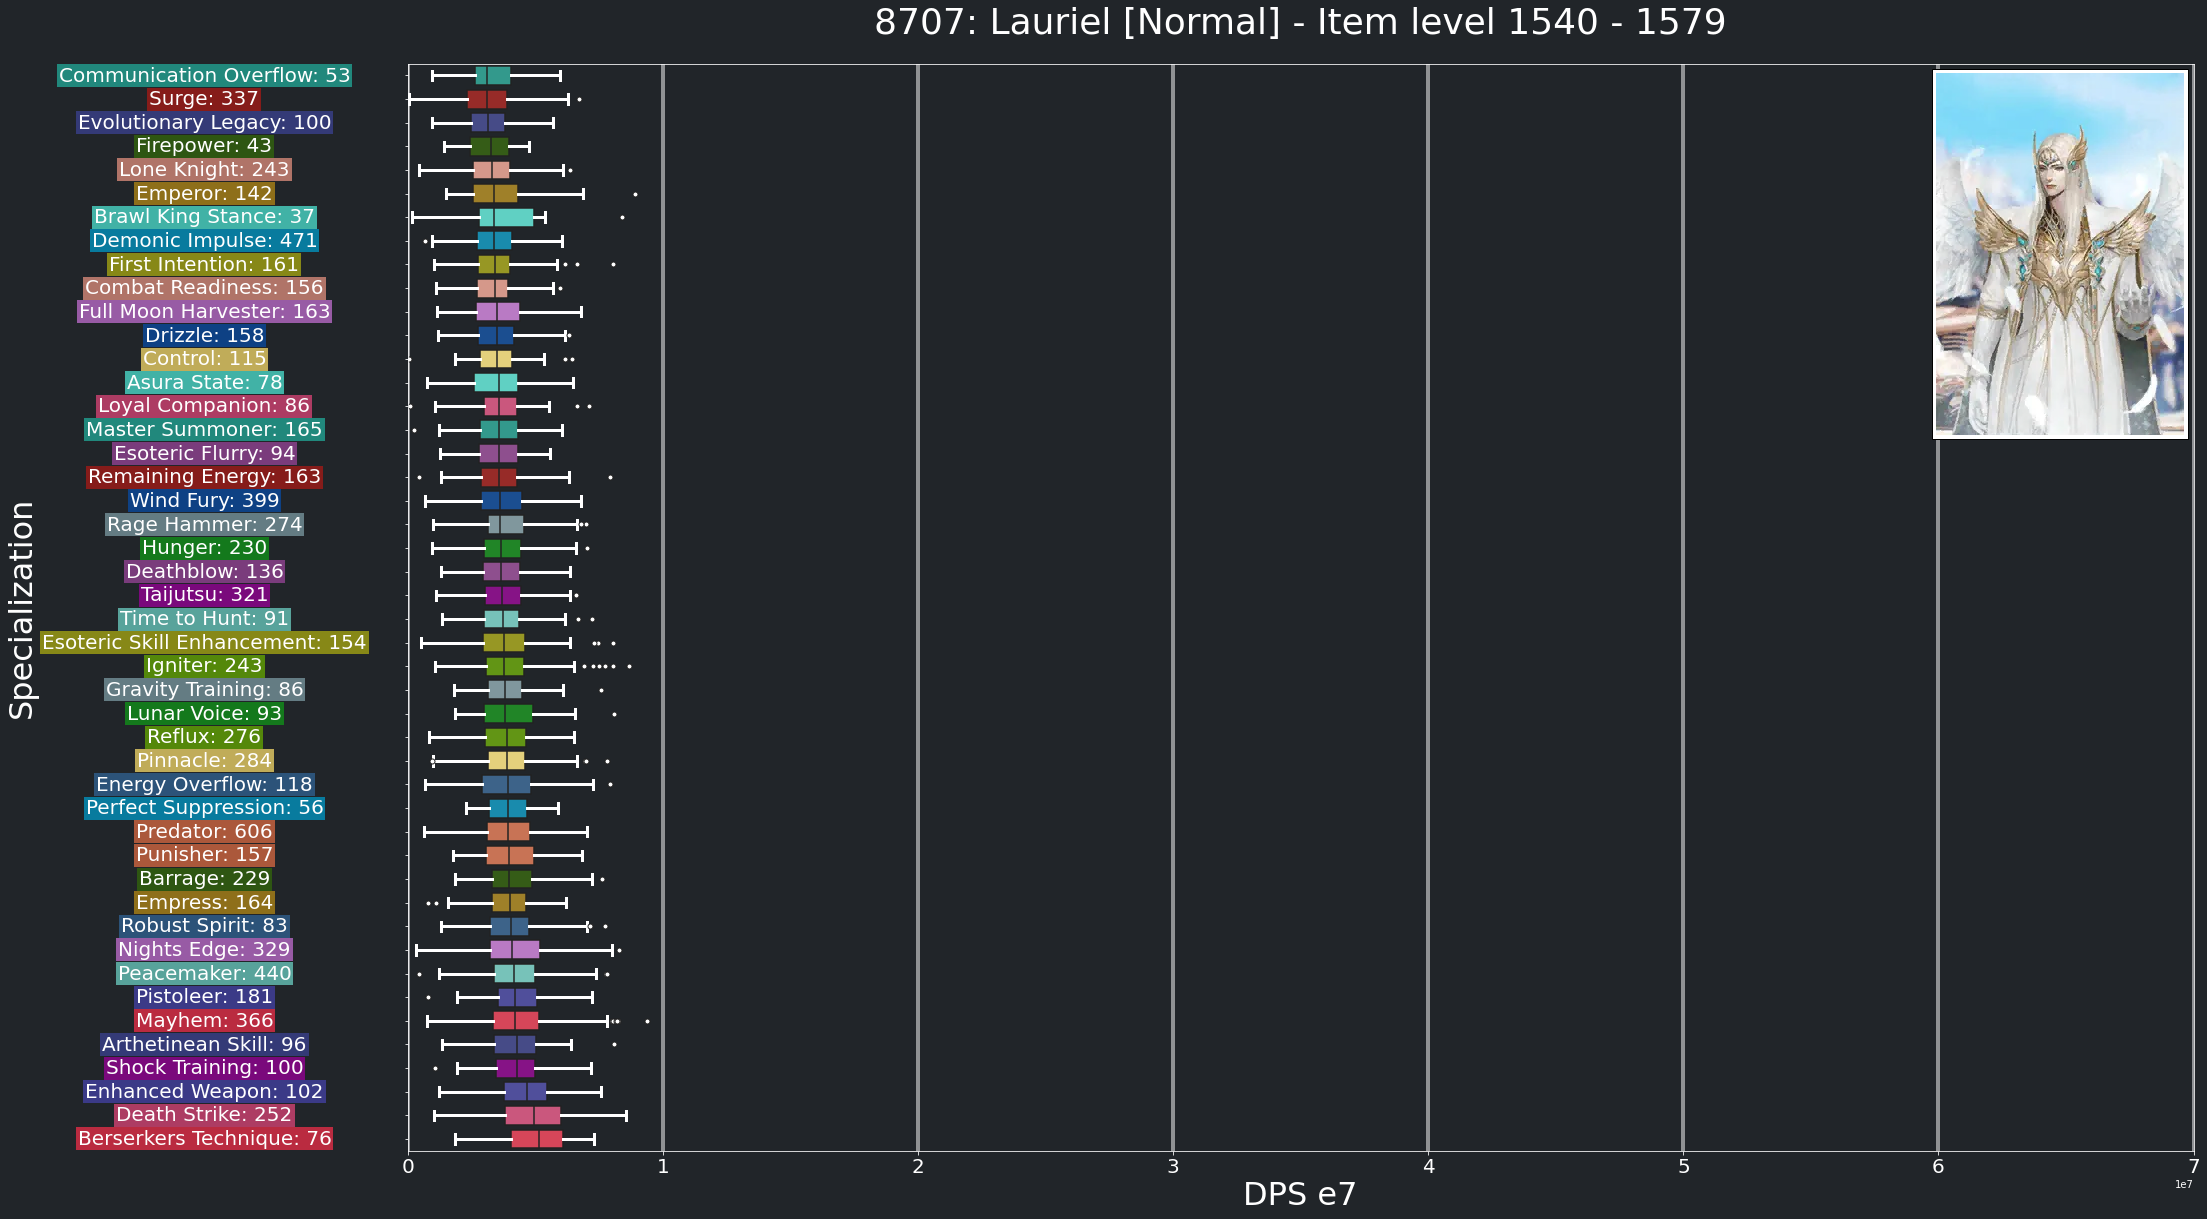 8707: Lauriel [Normal] - Item level 1540 - 1579
Specialization
Communication Overflow: 53
Surge: 337
Evolutionary Legacy: 100
Firepower: 43
Lone Knight: 243
Emperor: 142
Brawl King Stance: 37
Demonic Impulse: 471
First Intention: 161
Combat Readiness: 156
Full Moon Harvester: 163
Drizzle: 158
Control: 115
Asura State: 78
Loyal Companion: 86
Master Summoner: 165
Esoteric Flurry: 94
Remaining Energy: 163
Wind Fury: 399
Rage Hammer: 274
Hunger: 230
Deathblow: 136
Taijutsu: 321
Time to Hunt: 91
Esoteric Skill Enhancement: 154
Igniter: 243
Gravity Training: 86
Lunar Voice: 93
Reflux: 276
Pinnacle: 284
Energy Overflow: 118
Perfect Suppression: 56
Predator: 606
Punisher: 157
Barrage: 229
Empress: 164
Robust Spirit: 83
Nights Edge: 329
Peacemaker: 440
Pistoleer: 181
Mayhem: 366
Arthetinean Skill: 96
Shock Training: 100
Enhanced Weapon: 102
Death Strike: 252
Berserkers Technique: 76
0 1 2 3 4 5 6 7
1e7
DPS e7